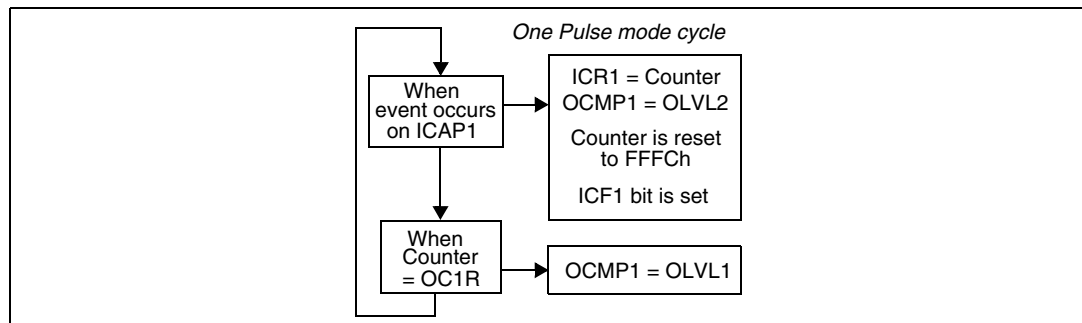 One Pulse mode cycle
When
event occurs
on ICAP1
ICR1 = Counter
OCMP1 = OLVL2
Counter is reset
to FFFCh
ICF1 bit is set
When
Counter
= OC1R
OCMP1 = OLVL1